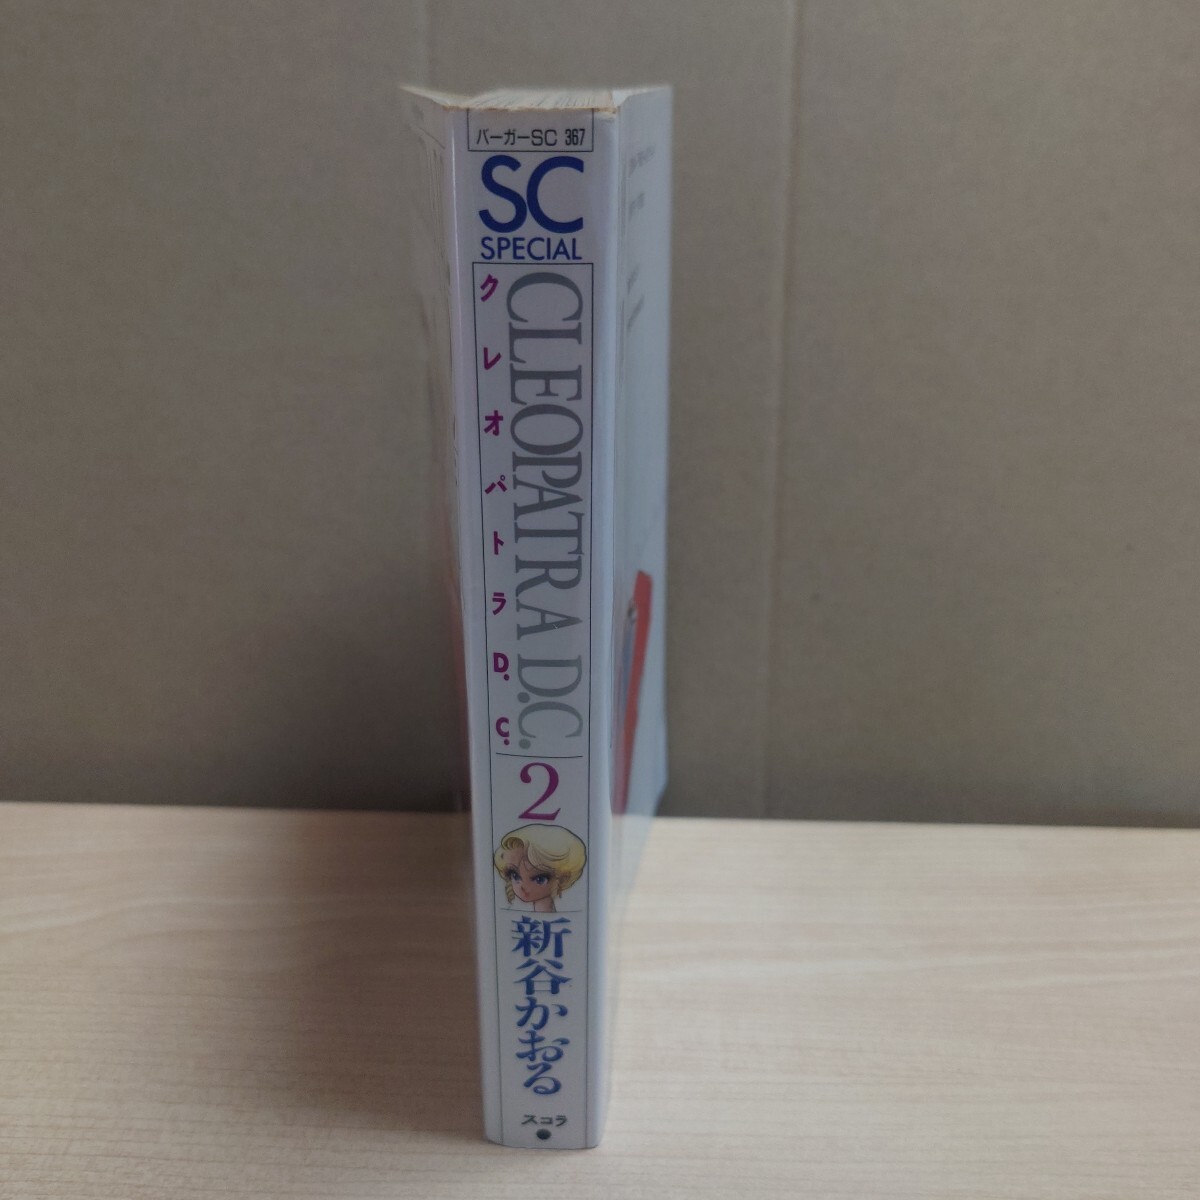 バーガーSC 367
SC
SPECIAL
クレオパトラD.C.
CLEOPATRA D.C.
2
新谷かおる
スコラ